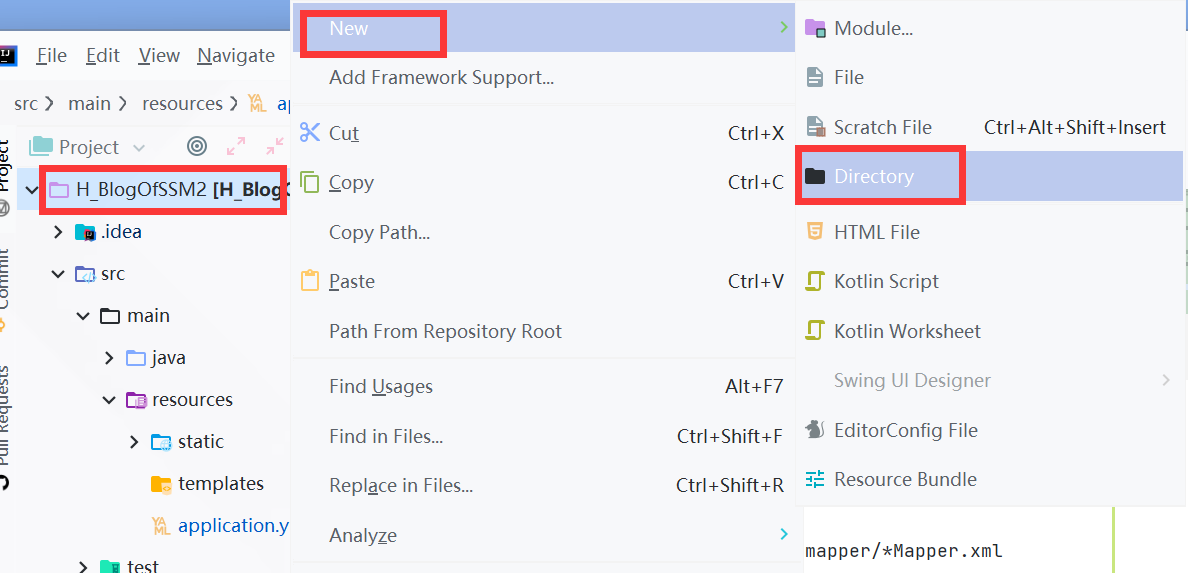 File Edit View Navigate
src main resources
Project
H_BlogOfSSM2
.idea
src
main
java
resources
static
templates
application.y
test
Project
Commit
Pull Requests
New
Add Framework Support...
Cut Ctrl+X
Copy Ctrl+C
Copy Path...
Paste Ctrl+V
Path From Repository Root
Find Usages Alt+F7
Find in Files... Ctrl+Shift+F
Replace in Files... Ctrl+Shift+R
Analyze
Module...
File
Scratch File Ctrl+Alt+Shift+Insert
Directory
HTML File
Kotlin Script
Kotlin Worksheet
Swing UI Designer
EditorConfig File
Resource Bundle
mapper/*Mapper.xml